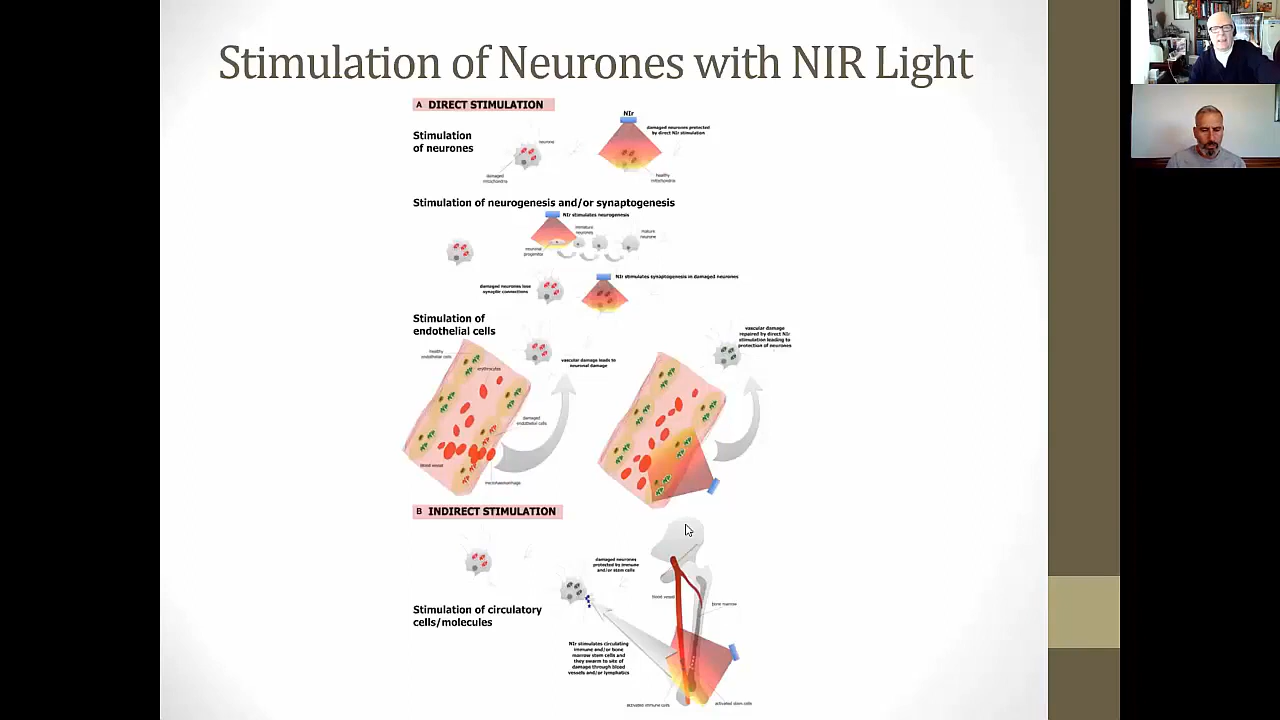 Stimulation of Neurones with NIR Light
A DIRECT STIMULATION
Stimulation
of neurones
neurone
damaged
mitochondria
NIr
damaged neurones protected
by direct NIr stimulation
healthy
mitochondria
Stimulation of neurogenesis and/or synaptogenesis
NIr stimulates neurogenesis
immature
neurones
mature
neurone
neuronal
progenitor
damaged neurones lose
synaptic connections
NIr stimulates synaptogenesis in damaged neurones
Stimulation of
endothelial cells
healthy
endothelial cells
erythrocytes
vascular damage leads to
neuronal damage
damaged
endothelial cells
blood vessel
microhaemorrhage
vascular damage
repaired by direct NIr
stimulation leading to
protection of neurones
B INDIRECT STIMULATION
damaged neurones
protected by immune
and/or stem cells
Stimulation of circulatory
cells/molecules
blood vessel
bone marrow
NIr stimulates circulating
immune and/or bone
marrow stem cells and
they swarm to site of
damage through blood
vessels and/or lymphatics
activated immune cells
activated stem cells